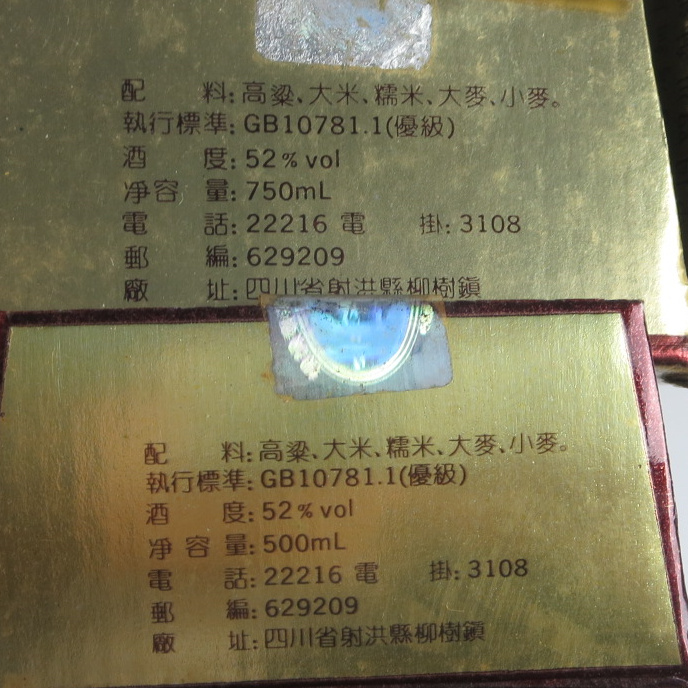 配 料: 高粱、大米、糯米、大麥、小麥。
執行標準: GB10781.1(優級)
酒 度: 52%vol
凈容量: 750mL
電 話: 22216 電 掛: 3108
郵 編: 629209
廠 址: 四川省射洪縣柳樹鎮
配 料: 高粱、大米、糯米、大麥、小麥。
執行標準: GB10781.1(優級)
酒 度: 52%vol
凈容量: 500mL
電 話: 22216 電 掛: 3108
郵 編: 629209
廠 址: 四川省射洪縣柳樹鎮